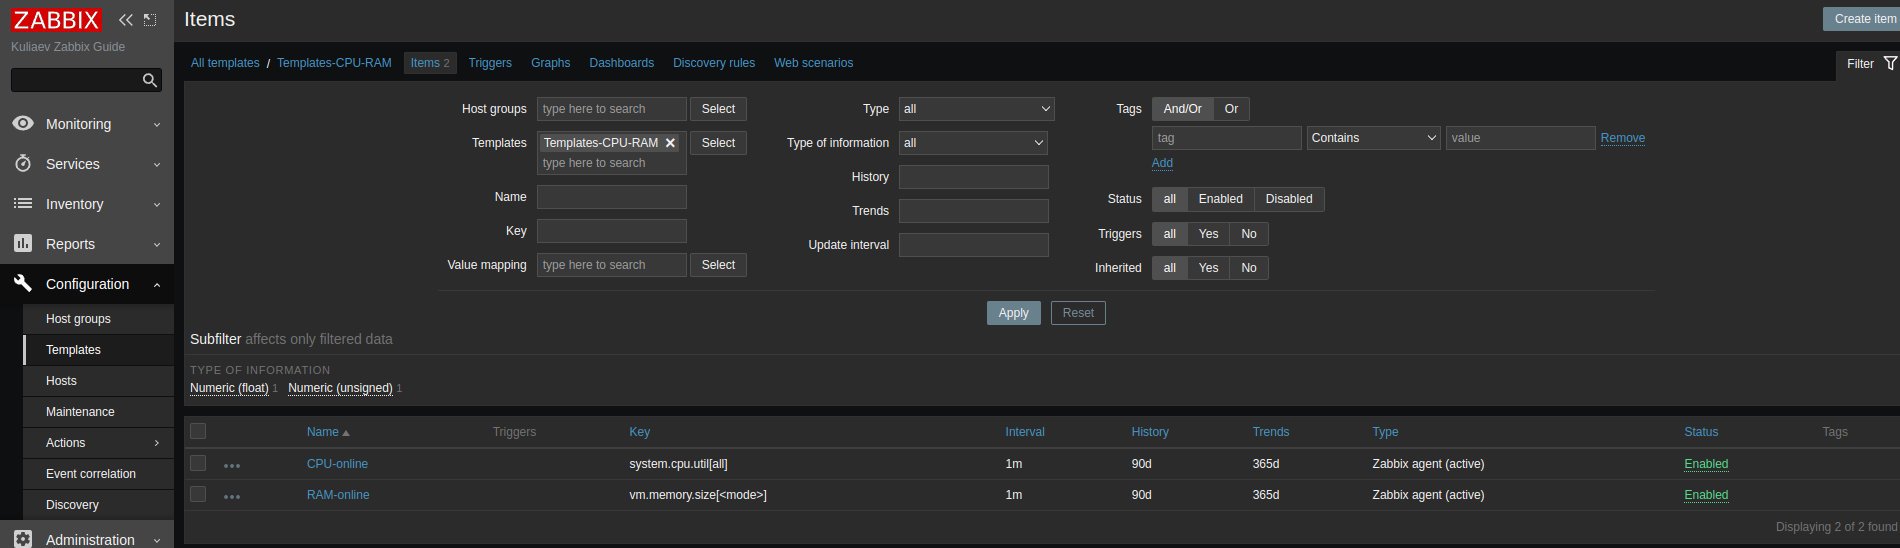 ZABBIX
Kuliaev Zabbix Guide
Monitoring
Services
Inventory
Reports
Configuration
Host groups
Templates
Hosts
Maintenance
Actions
Event correlation
Discovery
Administration
Items
Create item
All templates / Templates-CPU-RAM Items 2 Triggers Graphs Dashboards Discovery rules Web scenarios
Filter
Host groups type here to search Select
Templates Templates-CPU-RAM Select
type here to search
Name
Key
Value mapping type here to search Select
Type all
Type of information all
History
Trends
Update interval
Tags And/Or Or
tag Contains value Remove
Add
Status all Enabled Disabled
Triggers all Yes No
Inherited all Yes No
Apply Reset
Subfilter affects only filtered data
TYPE OF INFORMATION
Numeric (float) 1 Numeric (unsigned) 1
Name Triggers Key Interval History Trends Type Status Tags
CPU-online system.cpu.util[all] 1m 90d 365d Zabbix agent (active) Enabled
RAM-online vm.memory.size[<mode>] 1m 90d 365d Zabbix agent (active) Enabled
Displaying 2 of 2 found